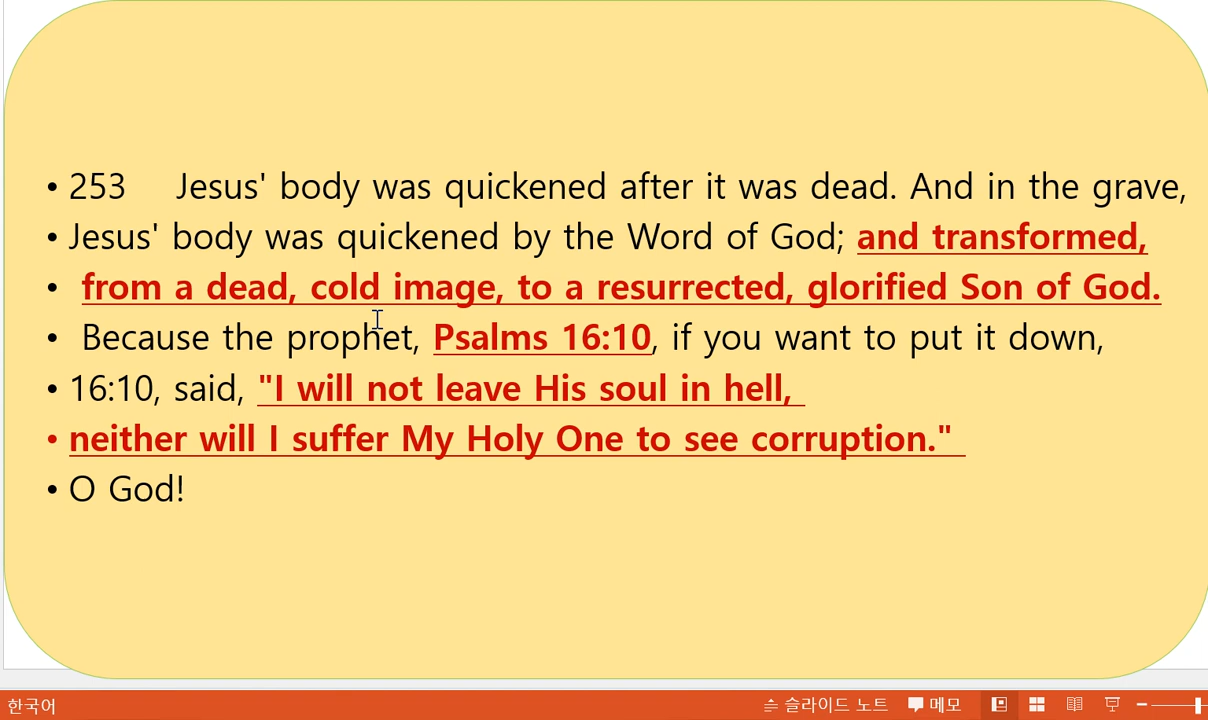 • 253 Jesus' body was quickened after it was dead. And in the grave,
• Jesus' body was quickened by the Word of God; and transformed,
• from a dead, cold image, to a resurrected, glorified Son of God.
• Because the prophet, Psalms 16:10, if you want to put it down,
• 16:10, said, "I will not leave His soul in hell,
• neither will I suffer My Holy One to see corruption."
• O God!
한국어 슬라이드 노트 메모